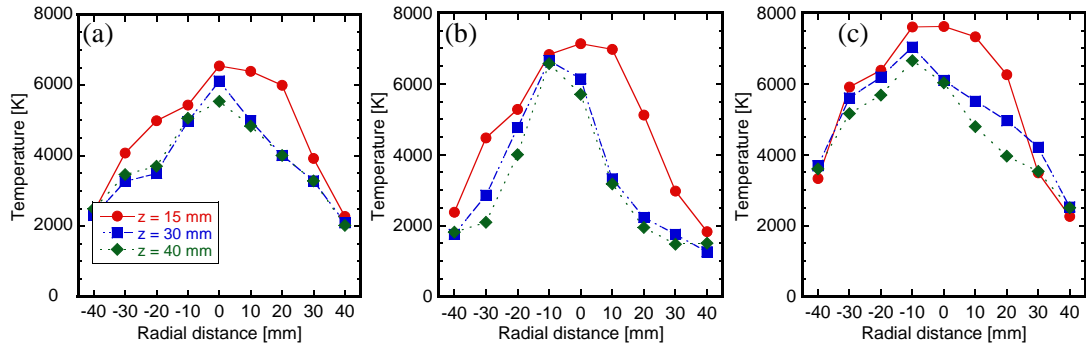 (a)
8000
6000
4000
2000
0
Temperature [K]
z = 15 mm
z = 30 mm
z = 40 mm
-40 -30 -20 -10 0 10 20 30 40
Radial distance [mm]
(b)
8000
6000
4000
2000
0
Temperature [K]
-40 -30 -20 -10 0 10 20 30 40
Radial distance [mm]
(c)
8000
6000
4000
2000
0
Temperature [K]
-40 -30 -20 -10 0 10 20 30 40
Radial distance [mm]